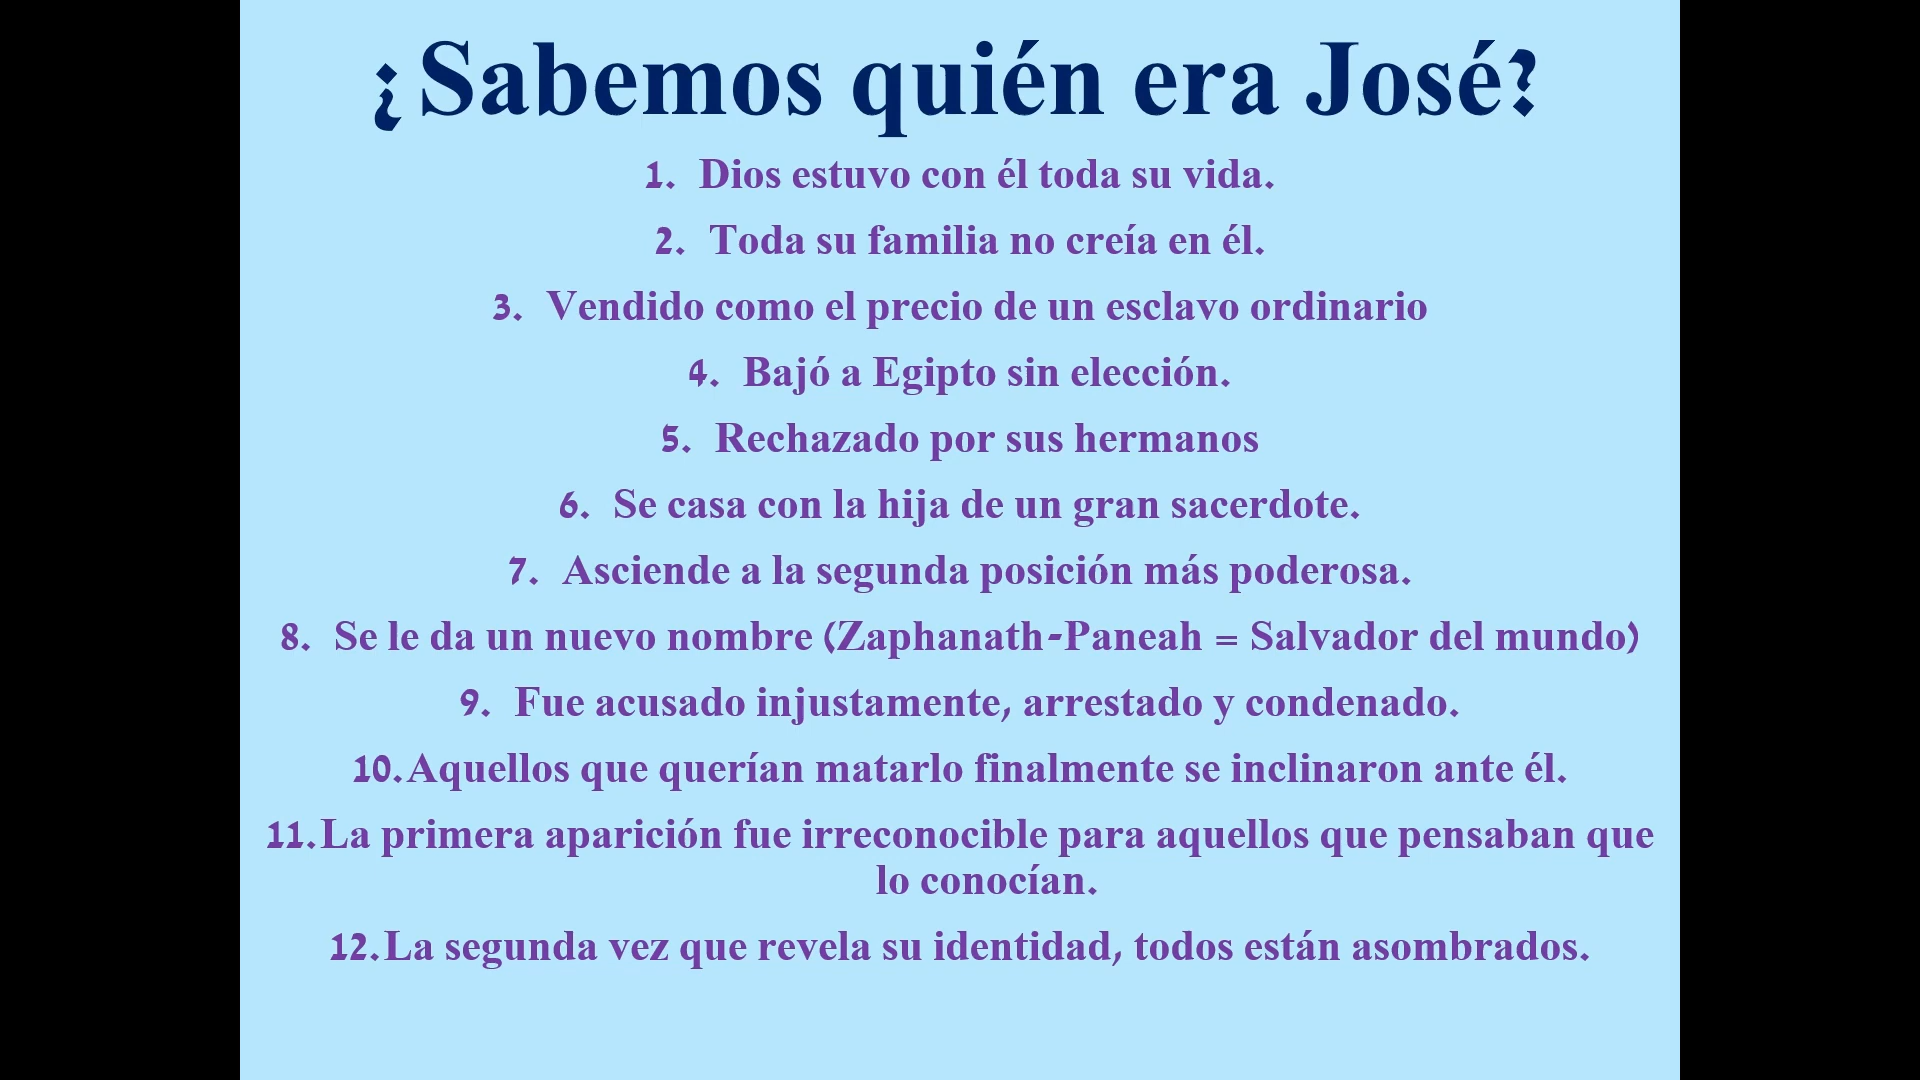 ¿Sabemos quién era José?
1. Dios estuvo con él toda su vida.
2. Toda su familia no creía en él.
3. Vendido como el precio de un esclavo ordinario
4. Bajó a Egipto sin elección.
5. Rechazado por sus hermanos
6. Se casa con la hija de un gran sacerdote.
7. Asciende a la segunda posición más poderosa.
8. Se le da un nuevo nombre (Zaphanath-Paneah = Salvador del mundo)
9. Fue acusado injustamente, arrestado y condenado.
10. Aquellos que querían matarlo finalmente se inclinaron ante él.
11. La primera aparición fue irreconocible para aquellos que pensaban que
lo conocían.
12. La segunda vez que revela su identidad, todos están asombrados.